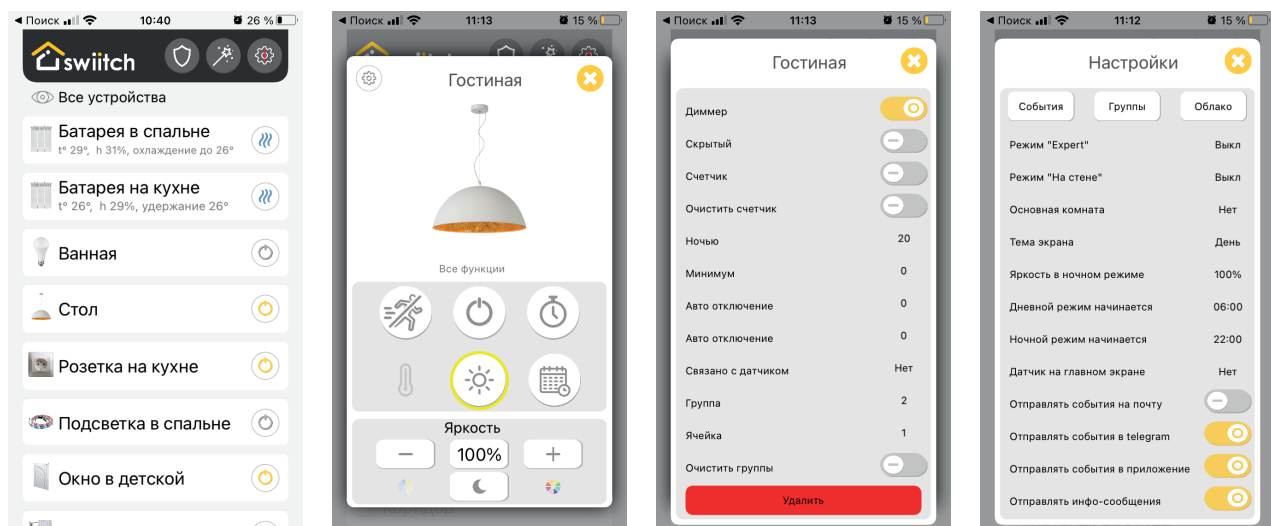 Поиск 10:40 26 %
swiitch
Все устройства
Батарея в спальне
t° 29°, h 31%, охлаждение до 26°
Батарея на кухне
t° 26°, h 29%, удержание 26°
Ванная
Стол
Розетка на кухне
Подсветка в спальне
Окно в детской
Поиск 11:13 15 %
Гостиная
Все функции
Яркость
100%
Коридор
Поиск 11:13 15 %
Гостиная
Диммер
Скрытый
Счетчик
Очистить счетчик
Ночью 20
Минимум 0
Авто отключение 0
Авто отключение 0
Связано с датчиком Нет
Группа 2
Ячейка 1
Очистить группы
Удалить
Поиск 11:12 15 %
Настройки
События Группы Облако
Режим "Expert" Выкл
Режим "На стене" Выкл
Основная комната Нет
Тема экрана День
Яркость в ночном режиме 100%
Дневной режим начинается 06:00
Ночной режим начинается 22:00
Датчик на главном экране Нет
Отправлять события на почту
Отправлять события в telegram
Отправлять события в приложение
Отправлять инфо-сообщения